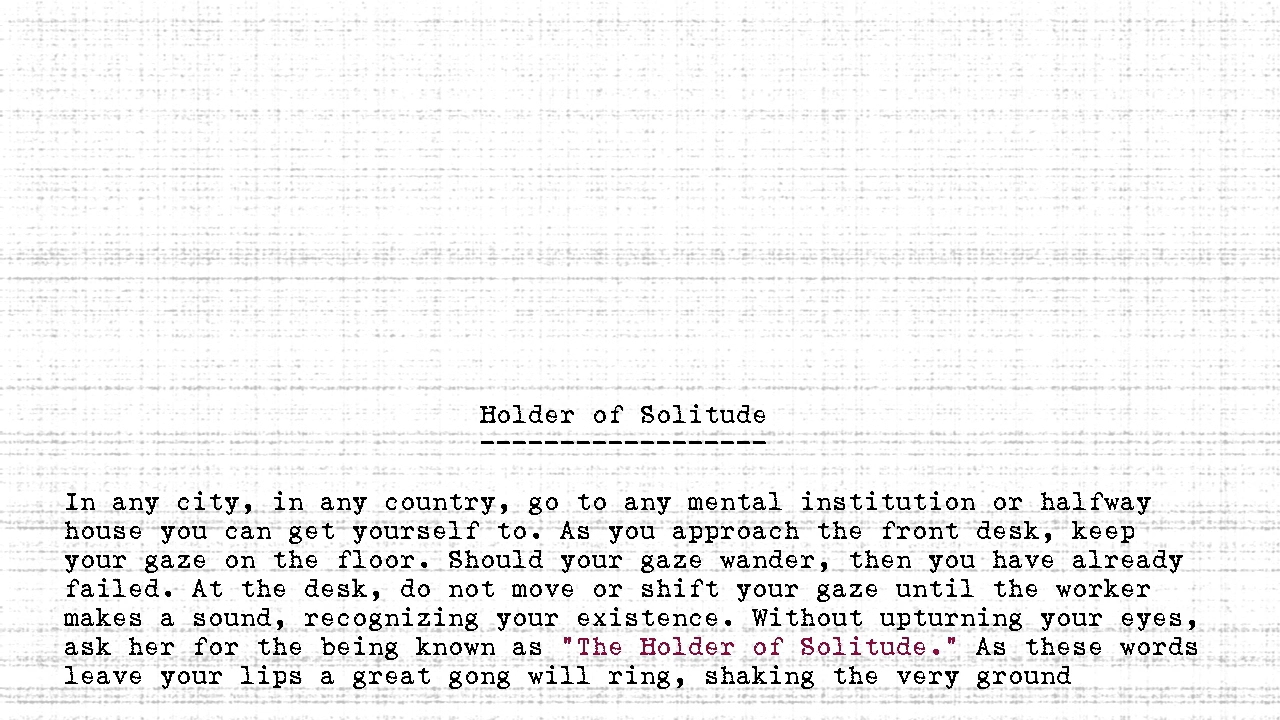 Holder of Solitude
------------------
In any city, in any country, go to any mental institution or halfway
house you can get yourself to. As you approach the front desk, keep
your gaze on the floor. Should your gaze wander, then you have already
failed. At the desk, do not move or shift your gaze until the worker
makes a sound, recognizing your existence. Without upturning your eyes,
ask her for the being known as "The Holder of Solitude." As these words
leave your lips a great gong will ring, shaking the very ground